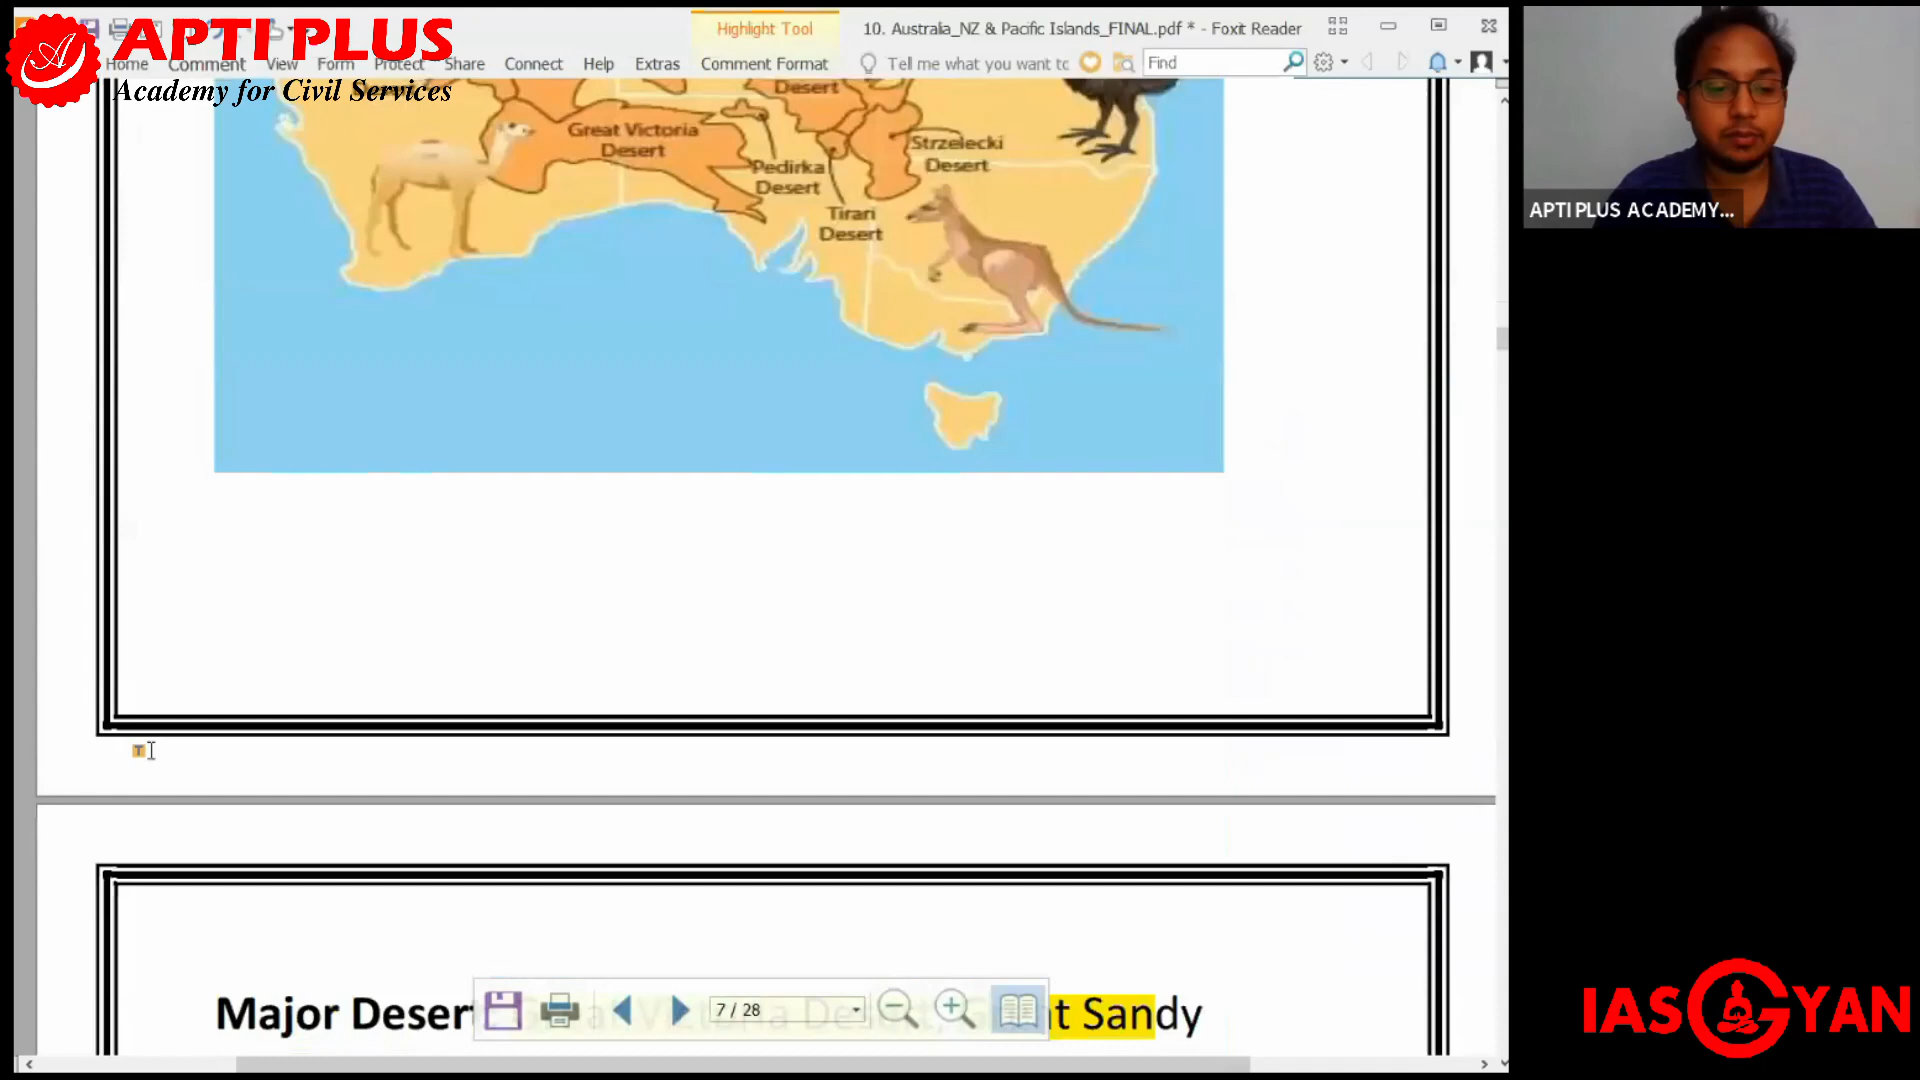 APTI PLUS
Academy for Civil Services
Highlight Tool
10. Australia_NZ & Pacific Islands_FINAL.pdf * - Foxit Reader
Home Comment View Form Protect Share Connect Help Extras Comment Format
Tell me what you want to
Find
Desert
Great Victoria
Desert
Strzelecki
Desert
Pedirka
Desert
Tirari
Desert
APTI PLUS ACADEMY...
T
Major Desert
t Sandy
7 / 28
IAS GYAN